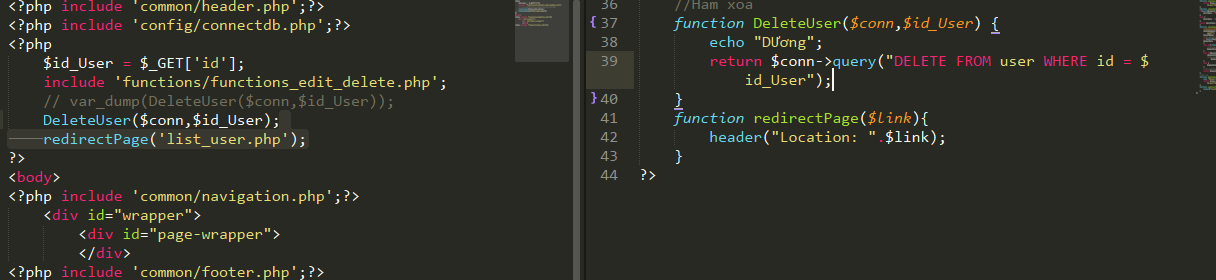 <?php include 'common/header.php';?>
<?php include 'config/connectdb.php';?>
<?php
$id_User = $_GET['id'];
include 'functions/functions_edit_delete.php';
// var_dump(DeleteUser($conn,$id_User));
DeleteUser($conn,$id_User);
redirectPage('list_user.php');
?>
<body>
<?php include 'common/navigation.php';?>
<div id="wrapper">
<div id="page-wrapper">
</div>
<?php include 'common/footer.php';?>
36 //Ham xoa
{ 37 function DeleteUser($conn,$id_User) {
38 echo "DƯơng";
39 return $conn->query("DELETE FROM user WHERE id = $
id_User");
} 40 }
41 function redirectPage($link){
42 header("Location: ".$link);
43 }
44 ?>